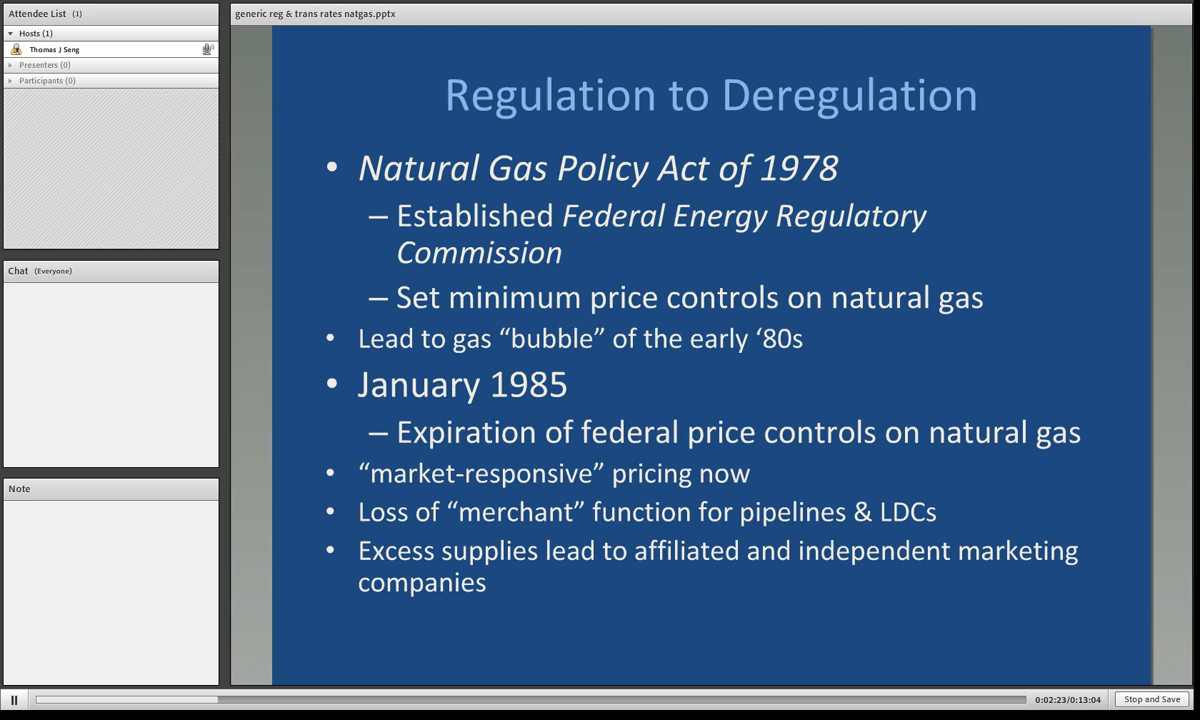 Attendee List (1)
Hosts (1)
Thomas J Seng
Presenters (0)
Participants (0)
Chat (Everyone)
Note
generic reg & trans rates natgas.pptx
Regulation to Deregulation
• Natural Gas Policy Act of 1978
– Established Federal Energy Regulatory
Commission
– Set minimum price controls on natural gas
• Lead to gas “bubble” of the early ‘80s
• January 1985
– Expiration of federal price controls on natural gas
• “market-responsive” pricing now
• Loss of “merchant” function for pipelines & LDCs
• Excess supplies lead to affiliated and independent marketing
companies
0:02:23/0:13:04
Stop and Save